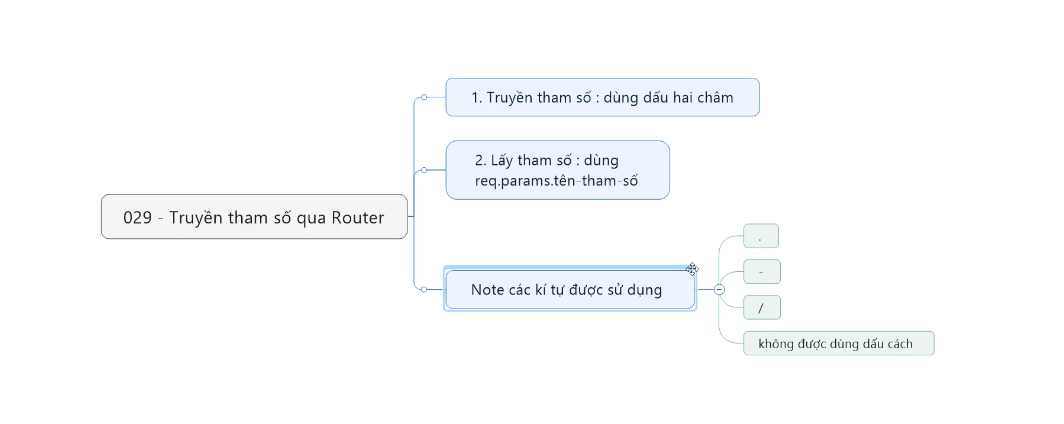 029 - Truyền tham số qua Router
1. Truyền tham số : dùng dấu hai châm
2. Lấy tham số : dùng
req.params.tên-tham-số
Note các kí tự được sử dụng
.
-
/
không được dùng dấu cách